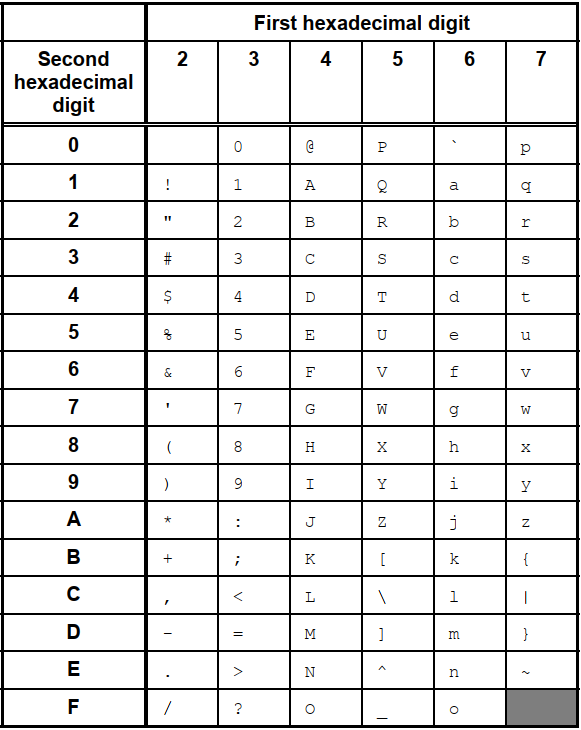 First hexadecimal digit
Second hexadecimal digit 2 3 4 5 6 7
0 0 @ P ` p
1 ! 1 A Q a q
2 " 2 B R b r
3 # 3 C S c s
4 $ 4 D T d t
5 % 5 E U e u
6 & 6 F V f v
7 ' 7 G W g w
8 ( 8 H X h x
9 ) 9 I Y i y
A * : J Z j z
B + ; K [ k {
C , < L \ l |
D - = M ] m }
E . > N ^ n ~
F / ? O _ o